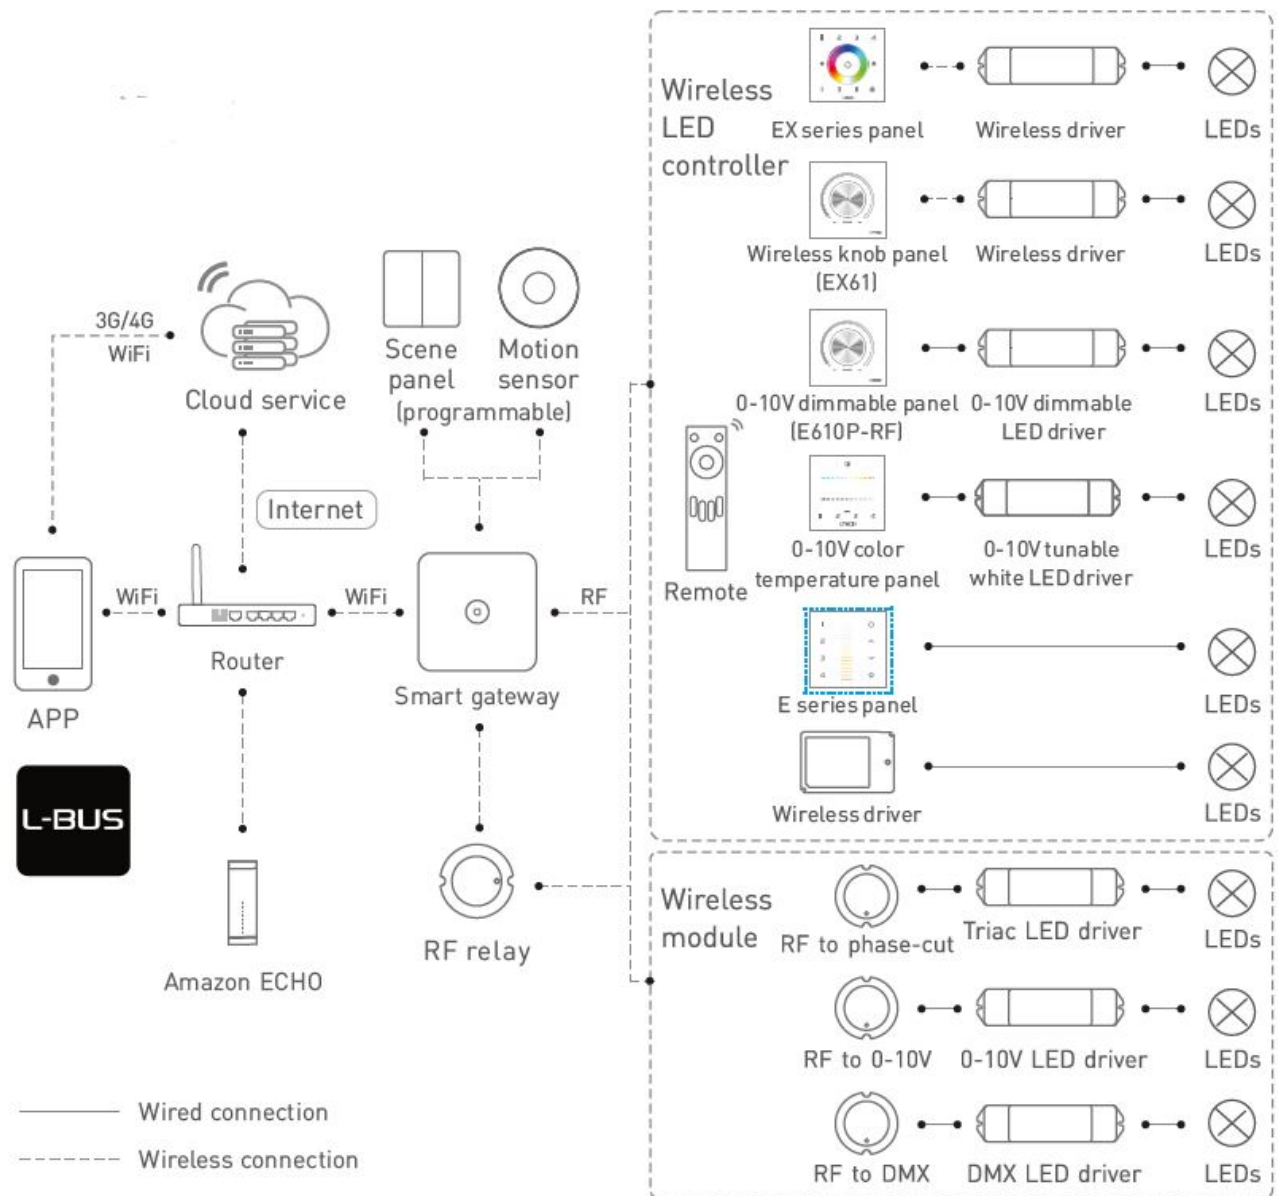 Wireless
LED
controller
EX series panel
Wireless driver
LEDs
Wireless knob panel
(EX61)
Wireless driver
LEDs
0-10V dimmable panel
(E610P-RF)
0-10V dimmable
LED driver
LEDs
Remote
0-10V color
temperature panel
0-10V tunable
white LED driver
LEDs
E series panel
LEDs
Wireless driver
LEDs
3G/4G
WiFi
Cloud service
Scene
panel
Motion
sensor
(programmable)
Internet
WiFi
WiFi
RF
Router
Smart gateway
APP
L-BUS
Amazon ECHO
RF relay
Wireless
module
RF to phase-cut
Triac LED driver
LEDs
RF to 0-10V
0-10V LED driver
LEDs
RF to DMX
DMX LED driver
LEDs
Wired connection
Wireless connection